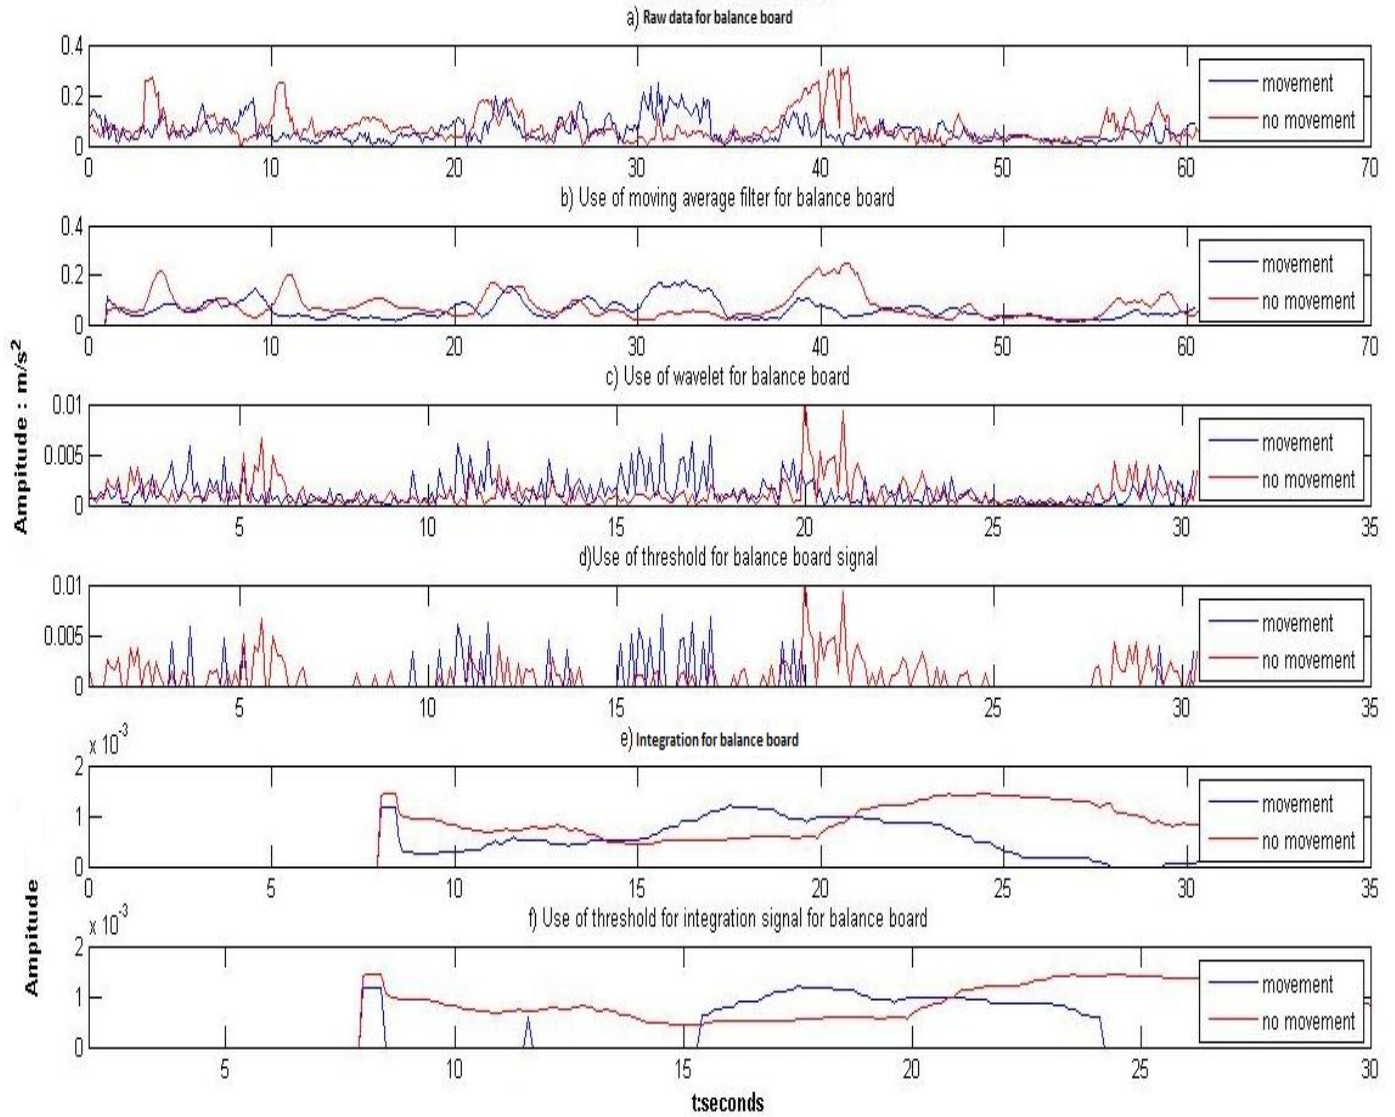 a) Raw data for balance board
0.4
0.2
0
movement
no movement
0 10 20 30 40 50 60 70
b) Use of moving average filter for balance board
0.4
0.2
0
movement
no movement
0 10 20 30 40 50 60 70
Ampitude : m/s²
c) Use of wavelet for balance board
0.01
0.005
0
movement
no movement
5 10 15 20 25 30 35
d)Use of threshold for balance board signal
0.01
0.005
0
movement
no movement
5 10 15 20 25 30 35
Ampitude
e) Integration for balance board
x 10⁻³
2
1
0
movement
no movement
0 5 10 15 20 25 30 35
f) Use of threshold for integration signal for balance board
x 10⁻³
2
1
0
movement
no movement
5 10 15 20 25 30
t:seconds